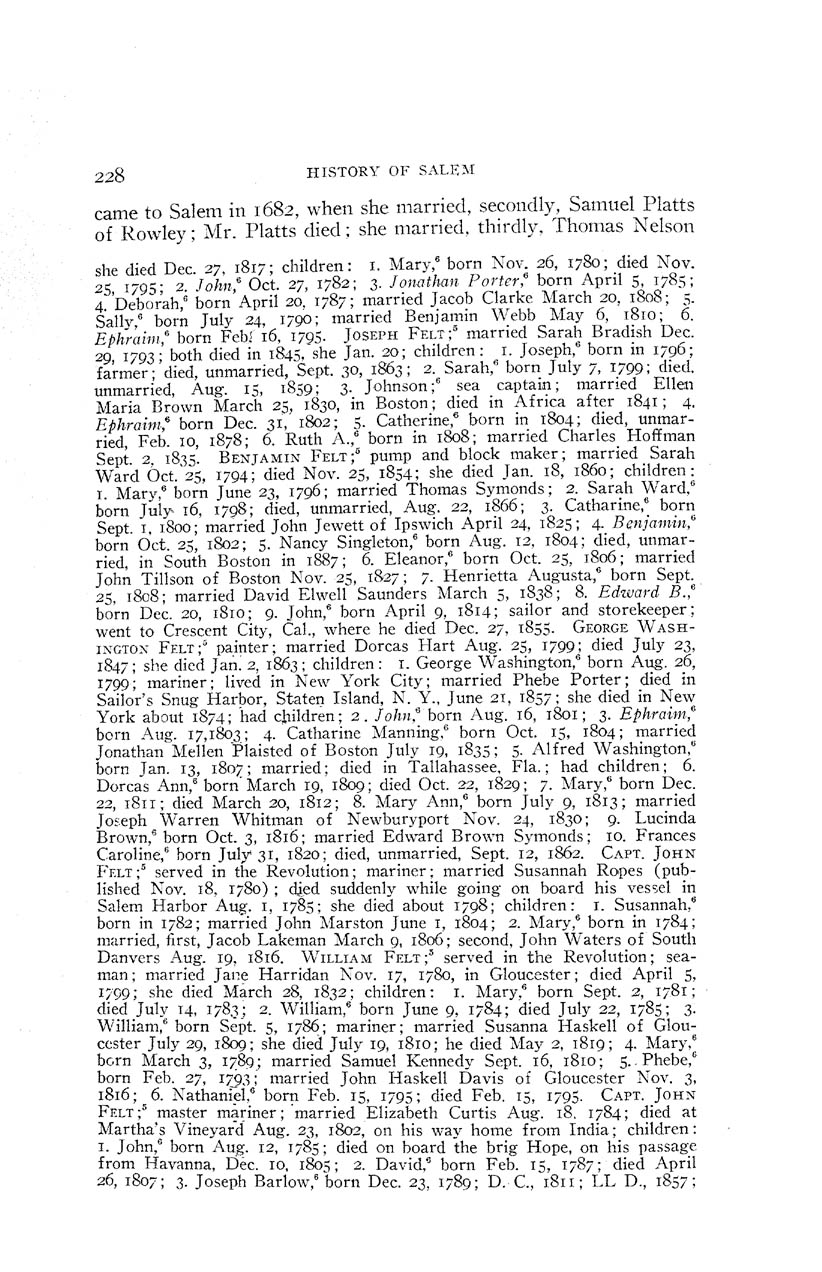 228 HISTORY OF SALEM
came to Salem in 1682, when she married, secondly, Samuel Platts
of Rowley; Mr. Platts died; she married, thirdly, Thomas Nelson
she died Dec. 27, 1817; children: 1. Mary,⁶ born Nov. 26, 1780; died Nov.
25, 1795; 2. John,⁶ Oct. 27, 1782; 3. Jonathan Porter,⁶ born April 5, 1785;
4. Deborah,⁶ born April 20, 1787; married Jacob Clarke March 20, 1808; 5.
Sally,⁶ born July 24, 1790; married Benjamin Webb May 6, 1810; 6.
Ephraim,⁶ born Feb. 16, 1795. JOSEPH FELT;⁵ married Sarah Bradish Dec.
29, 1793; both died in 1845, she Jan. 20; children: 1. Joseph,⁶ born in 1796;
farmer; died, unmarried, Sept. 30, 1863; 2. Sarah,⁶ born July 7, 1799; died,
unmarried, Aug. 15, 1859; 3. Johnson;⁶ sea captain; married Ellen
Maria Brown March 25, 1830, in Boston; died in Africa after 1841; 4.
Ephraim,⁶ born Dec. 31, 1802; 5. Catherine,⁶ born in 1804; died, unmar-
ried, Feb. 10, 1878; 6. Ruth A.,⁶ born in 1808; married Charles Hoffman
Sept. 2, 1835. BENJAMIN FELT;⁵ pump and block maker; married Sarah
Ward Oct. 25, 1794; died Nov. 25, 1854; she died Jan. 18, 1860; children:
1. Mary,⁶ born June 23, 1796; married Thomas Symonds; 2. Sarah Ward,⁶
born July 16, 1798; died, unmarried, Aug. 22, 1866; 3. Catharine,⁶ born
Sept. 1, 1800; married John Jewett of Ipswich April 24, 1825; 4. Benjamin,⁶
born Oct. 25, 1802; 5. Nancy Singleton,⁶ born Aug. 12, 1804; died, unmar-
ried, in South Boston in 1887; 6. Eleanor,⁶ born Oct. 25, 1806; married
John Tillson of Boston Nov. 25, 1827; 7. Henrietta Augusta,⁶ born Sept.
25, 1808; married David Elwell Saunders March 5, 1838; 8. Edward B.,⁶
born Dec. 20, 1810; 9. John,⁶ born April 9, 1814; sailor and storekeeper;
went to Crescent City, Cal., where he died Dec. 27, 1855. GEORGE WASH-
INGTON FELT;⁵ painter; married Dorcas Hart Aug. 25, 1799; died July 23,
1847; she died Jan. 2, 1863; children: 1. George Washington,⁶ born Aug. 26,
1799; mariner; lived in New York City; married Phebe Porter; died in
Sailor's Snug Harbor, Staten Island, N. Y., June 21, 1857; she died in New
York about 1874; had children; 2. John,⁶ born Aug. 16, 1801; 3. Ephraim,⁶
born Aug. 17,1803; 4. Catharine Manning,⁶ born Oct. 15, 1804; married
Jonathan Mellen Plaisted of Boston July 19, 1835; 5. Alfred Washington,⁶
born Jan. 13, 1807; married; died in Tallahassee, Fla.; had children; 6.
Dorcas Ann,⁶ born March 19, 1809; died Oct. 22, 1829; 7. Mary,⁶ born Dec.
22, 1811; died March 20, 1812; 8. Mary Ann,⁶ born July 9, 1813; married
Joseph Warren Whitman of Newburyport Nov. 24, 1830; 9. Lucinda
Brown,⁶ born Oct. 3, 1816; married Edward Brown Symonds; 10. Frances
Caroline,⁶ born July 31, 1820; died, unmarried, Sept. 12, 1862. CAPT. JOHN
FELT;⁵ served in the Revolution; mariner; married Susannah Ropes (pub-
lished Nov. 18, 1780); died suddenly while going on board his vessel in
Salem Harbor Aug. 1, 1785; she died about 1798; children: 1. Susannah,⁶
born in 1782; married John Marston June 1, 1804; 2. Mary,⁶ born in 1784;
married, first, Jacob Lakeman March 9, 1806; second, John Waters of South
Danvers Aug. 19, 1816. WILLIAM FELT;⁵ served in the Revolution; sea-
man; married Jane Harridan Nov. 17, 1780, in Gloucester; died April 5,
1799; she died March 28, 1832; children: 1. Mary,⁶ born Sept. 2, 1781;
died July 14, 1783; 2. William,⁶ born June 9, 1784; died July 22, 1785; 3.
William,⁶ born Sept. 5, 1786; mariner; married Susanna Haskell of Glou-
cester July 29, 1809; she died July 19, 1810; he died May 2, 1819; 4. Mary,⁶
born March 3, 1789; married Samuel Kennedy Sept. 16, 1810; 5. Phebe,⁶
born Feb. 27, 1793; married John Haskell Davis of Gloucester Nov. 3,
1816; 6. Nathaniel,⁶ born Feb. 15, 1795; died Feb. 15, 1795. CAPT. JOHN
FELT;⁵ master mariner; married Elizabeth Curtis Aug. 18, 1784; died at
Martha's Vineyard Aug. 23, 1802, on his way home from India; children:
1. John,⁶ born Aug. 12, 1785; died on board the brig Hope, on his passage
from Havanna, Dec. 10, 1805; 2. David,⁶ born Feb. 15, 1787; died April
26, 1807; 3. Joseph Barlow,⁶ born Dec. 23, 1789; D. C., 1811; LL D., 1857;